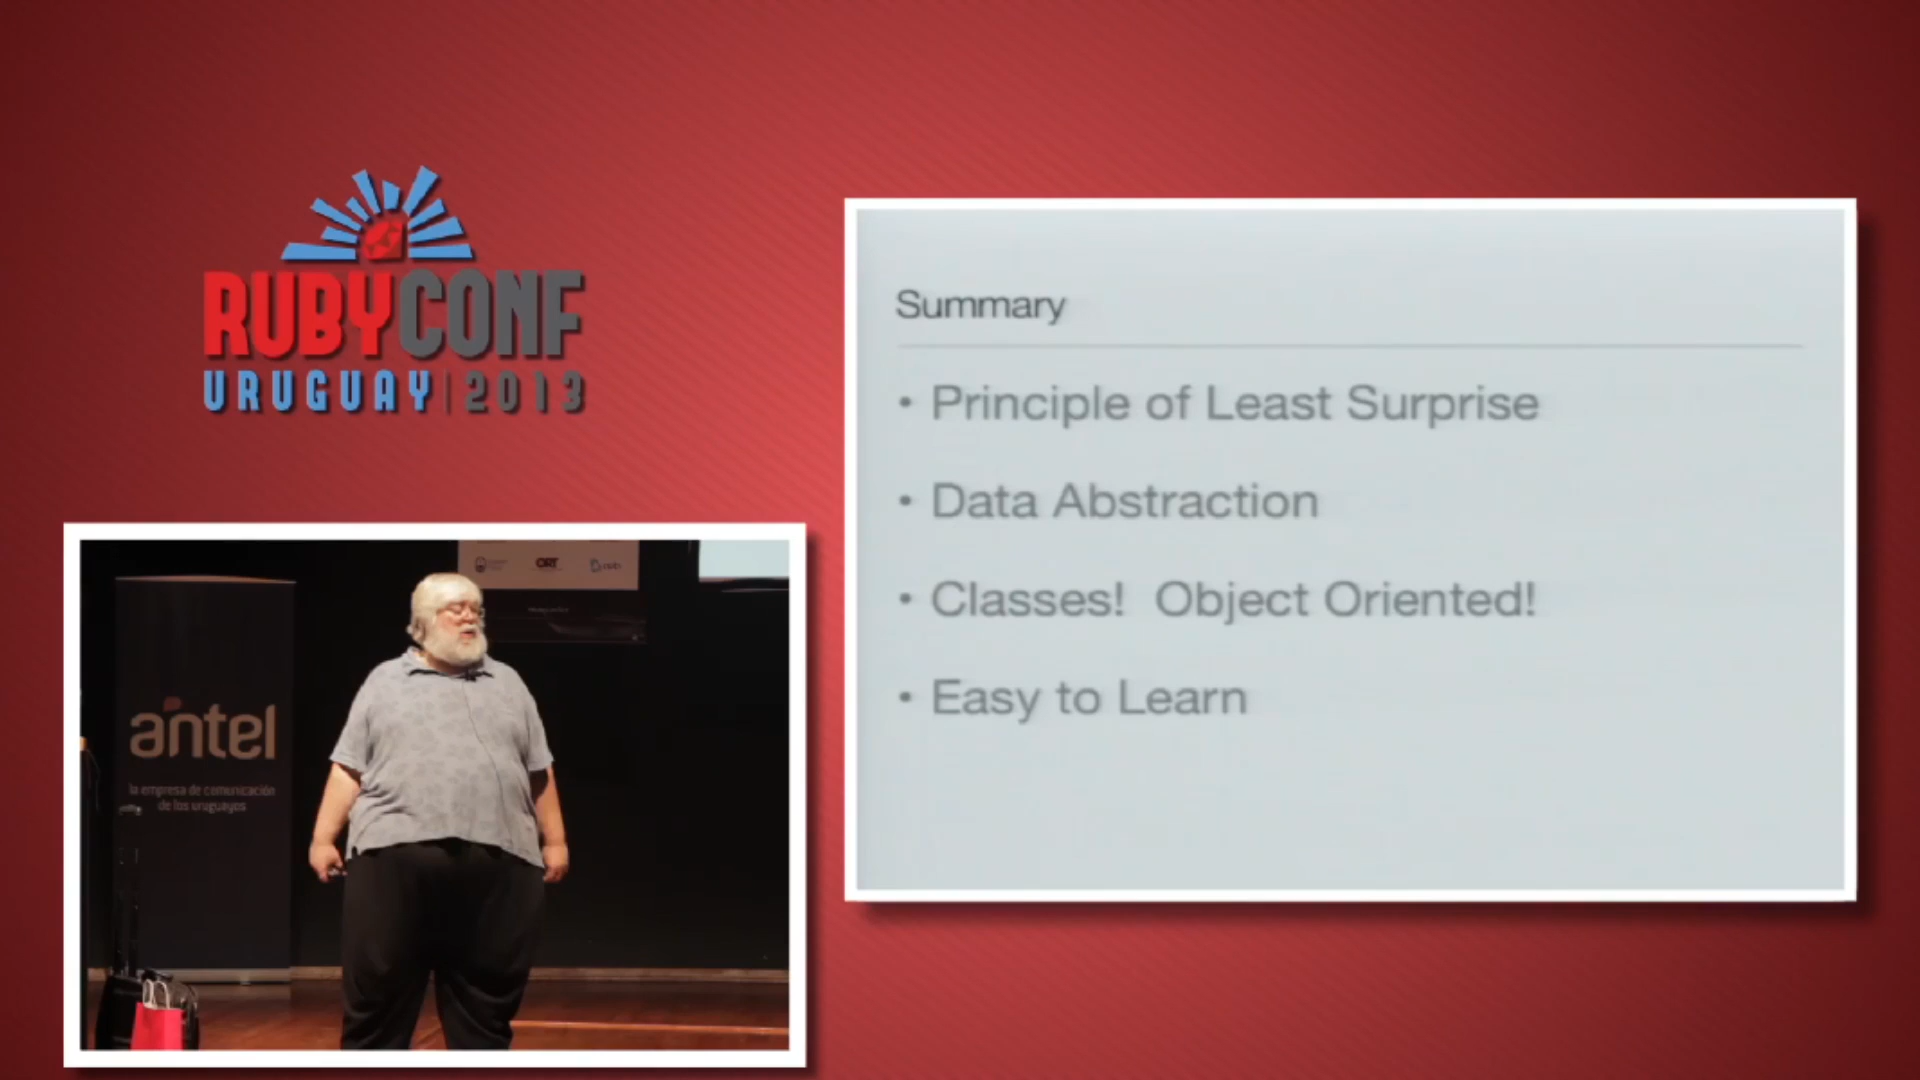 RUBYCONF
URUGUAY | 2013
Summary
• Principle of Least Surprise
• Data Abstraction
• Classes!  Object Oriented!
• Easy to Learn
ORT
antel
la empresa de comunicación
de los uruguayos